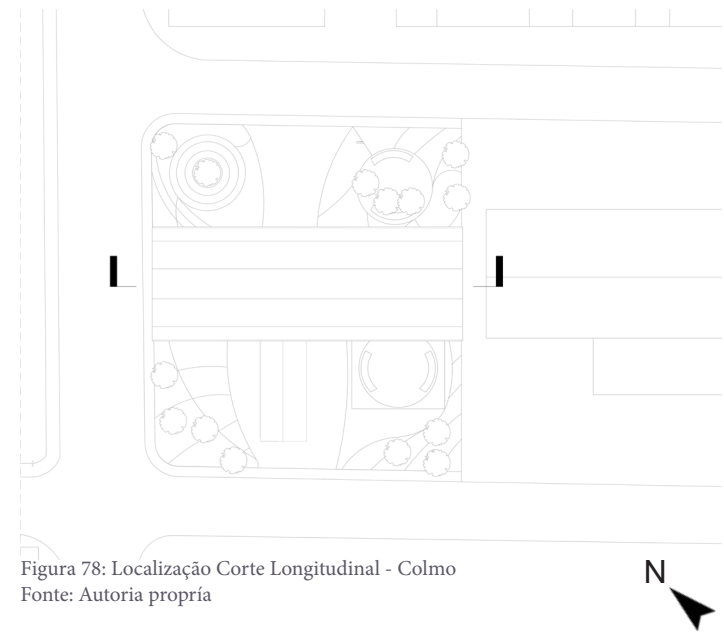 Figura 78: Localização Corte Longitudinal - Colmo
Fonte: Autoria propría
N